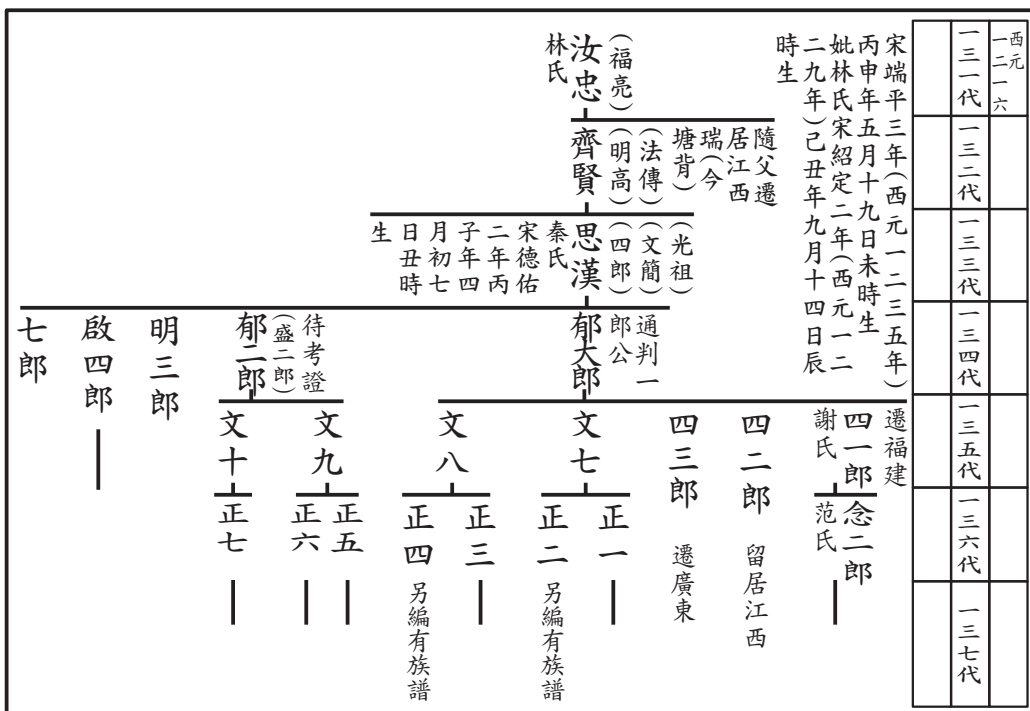 西元
一二一六
一三一代
一三二代
一三三代
一三四代
一三五代
一三六代
一三七代
宋端平三年(西元一二三五年)
丙申年五月十九日未時生
妣林氏宋紹定二年(西元一二
二九年)己丑年九月十四日辰
時生
(福亮)
汝忠
林氏
隨父遷
居江西
瑞(今
塘背)
(法傳)
(明高)
齊賢
(光祖)
(文簡)
(四郎)
思漢
秦氏
宋德佑
二年丙
子年四
月初七
日丑時
生
通判一
郎公
郁大郎
待考證
(盛二郎)
郁二郎
明三郎
啟四郎
七郎
遷福建
四一郎
謝氏
四二郎
留居江西
四三郎
遷廣東
文七
文八
文九
文十
念二郎
范氏
正一
正二
另編有族譜
正三
正四
另編有族譜
正五
正六
正七